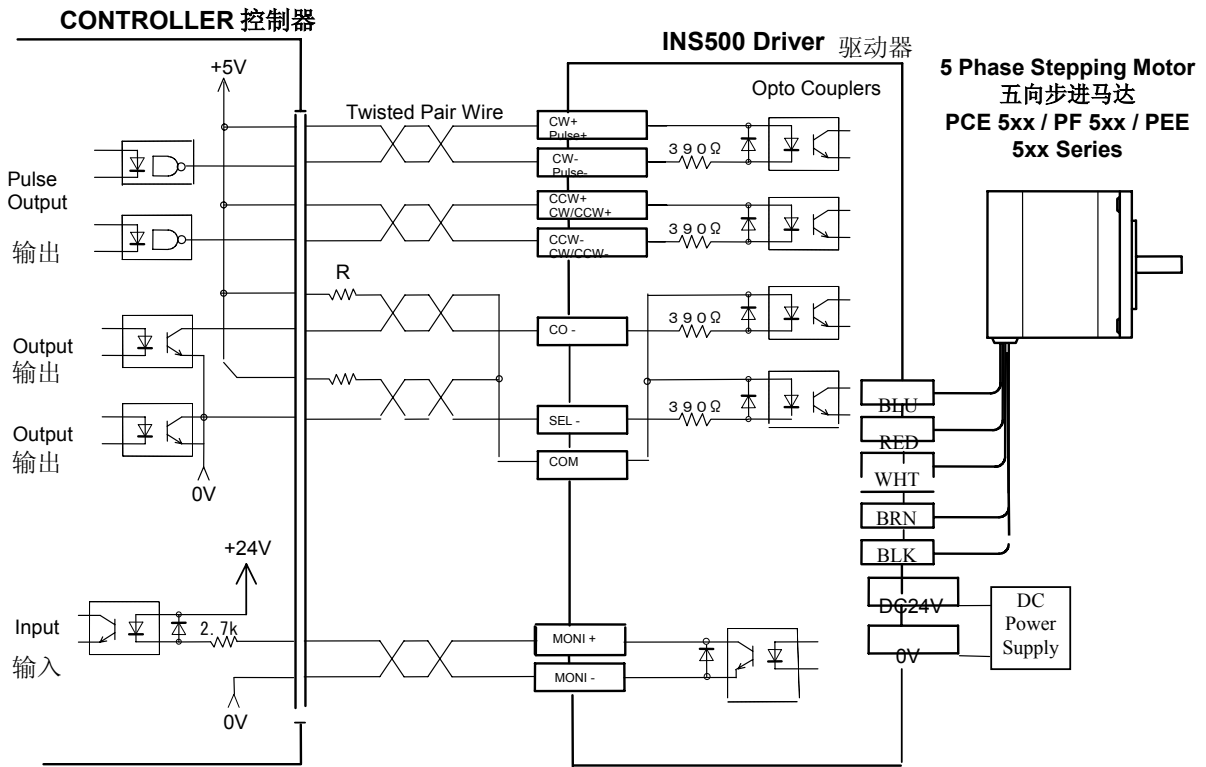 CONTROLLER 控制器
INS500 Driver 驱动器
5 Phase Stepping Motor
五向步进马达
PCE 5xx / PF 5xx / PEE
5xx Series
+5V
Twisted Pair Wire
Opto Couplers
CW+
Pulse+
390Ω
CW-
Pulse-
Pulse
Output
输出
CCW+
CW/CCW+
390Ω
CCW-
CW/CCW-
R
Output
输出
CO -
390Ω
Output
输出
SEL -
390Ω
COM
0V
BLU
RED
WHT
BRN
BLK
DC24V
0V
DC
Power
Supply
+24V
Input
输入
2.7k
MONI +
MONI -
0V